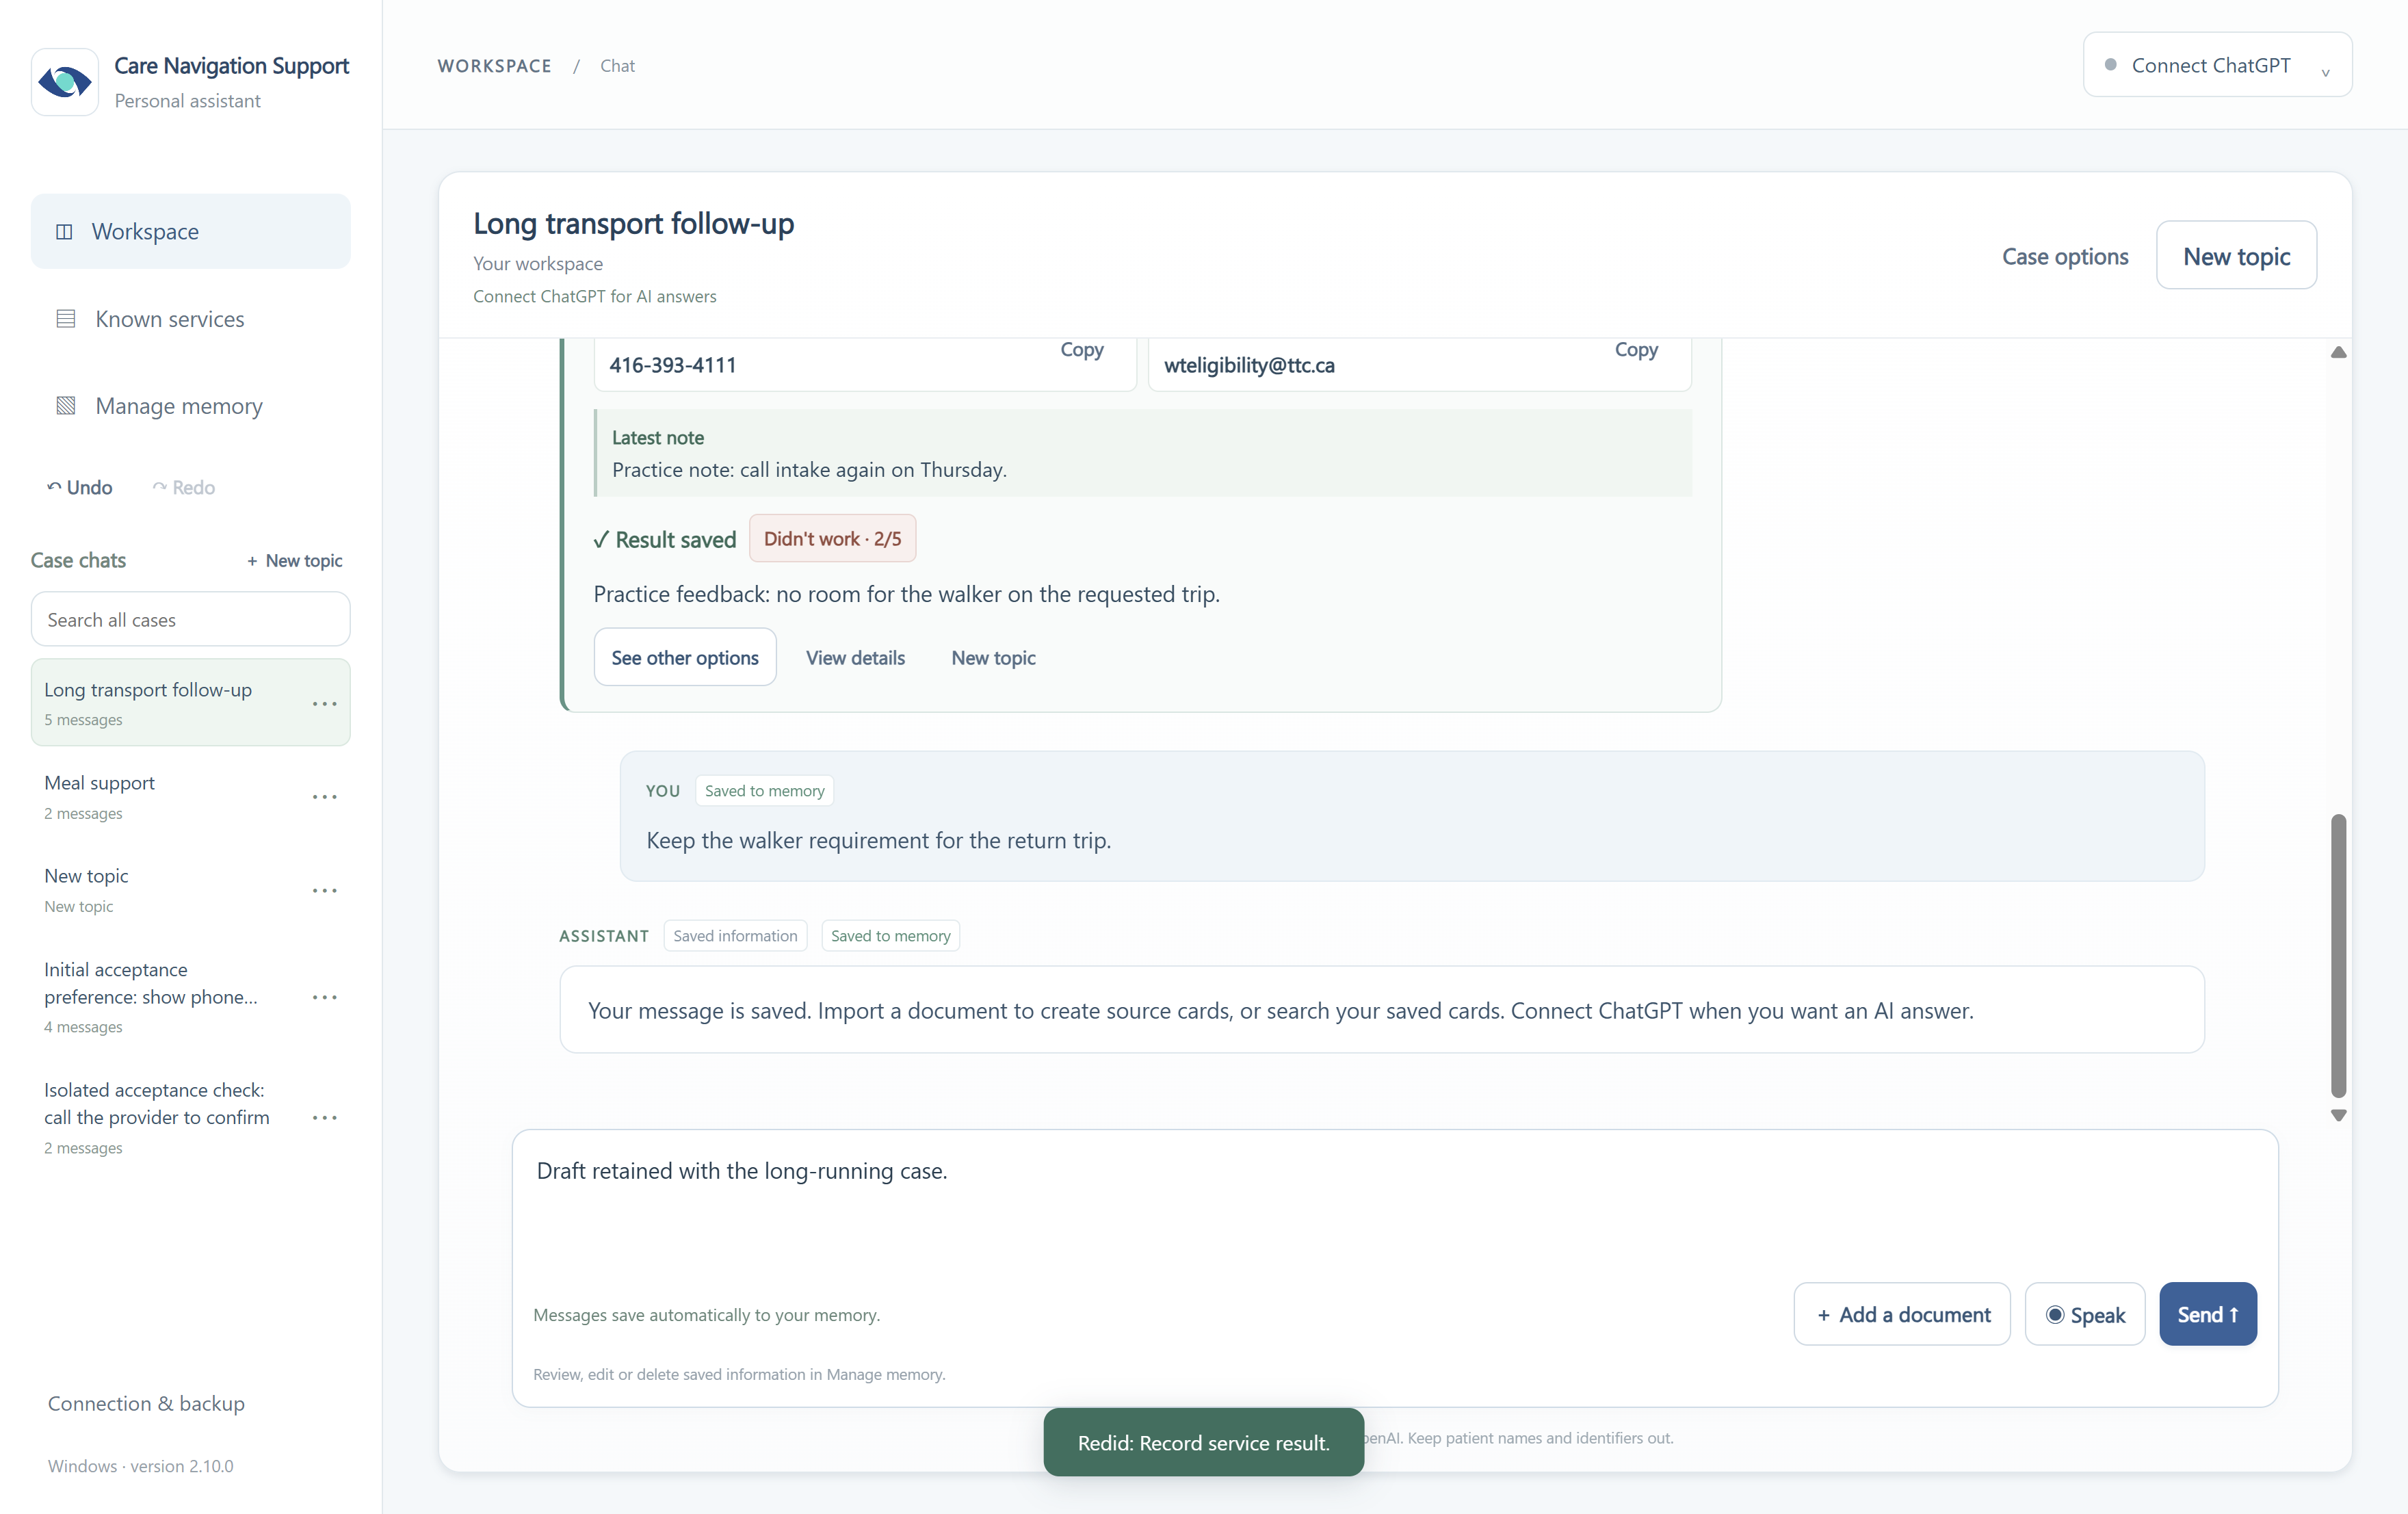 Care Navigation Support
Personal assistant
Workspace
Known services
Manage memory
↶ Undo
↷ Redo
Case chats
+ New topic
Search all cases
Long transport follow-up
5 messages
Meal support
2 messages
New topic
New topic
Initial acceptance
preference: show phone...
4 messages
Isolated acceptance check:
call the provider to confirm
2 messages
Connection & backup
Windows · version 2.10.0
WORKSPACE / Chat
Connect ChatGPT
Long transport follow-up
Your workspace
Connect ChatGPT for AI answers
Case options
New topic
416-393-4111
Copy
wteligibility@ttc.ca
Copy
Latest note
Practice note: call intake again on Thursday.
✓ Result saved
Didn't work · 2/5
Practice feedback: no room for the walker on the requested trip.
See other options
View details
New topic
YOU
Saved to memory
Keep the walker requirement for the return trip.
ASSISTANT
Saved information
Saved to memory
Your message is saved. Import a document to create source cards, or search your saved cards. Connect ChatGPT when you want an AI answer.
Draft retained with the long-running case.
Messages save automatically to your memory.
Review, edit or delete saved information in Manage memory.
+ Add a document
Speak
Send ↑
Redid: Record service result.
Keep patient names and identifiers out.